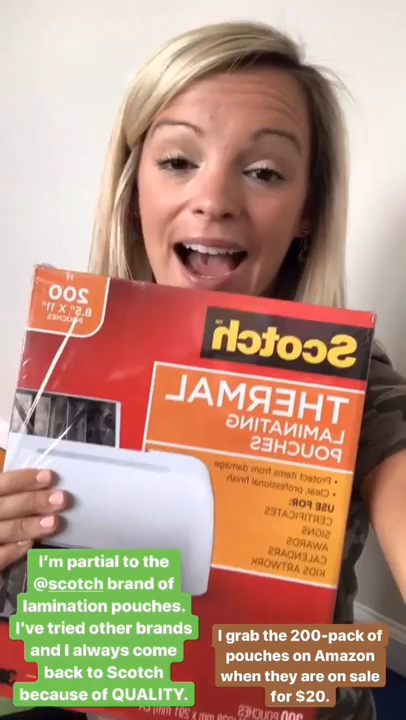 200
8.5" X 11"
POUCHES
Scotch™
THERMAL
LAMINATING
POUCHES
• Protect items from damage
• Clear, professional finish
USE FOR:
CERTIFICATES
SIGNS
AWARDS
CALENDARS
KIDS ARTWORK
I'm partial to the
@scotch brand of
lamination pouches.
I've tried other brands
and I always come
back to Scotch
because of QUALITY.
I grab the 200-pack of
pouches on Amazon
when they are on sale
for $20.